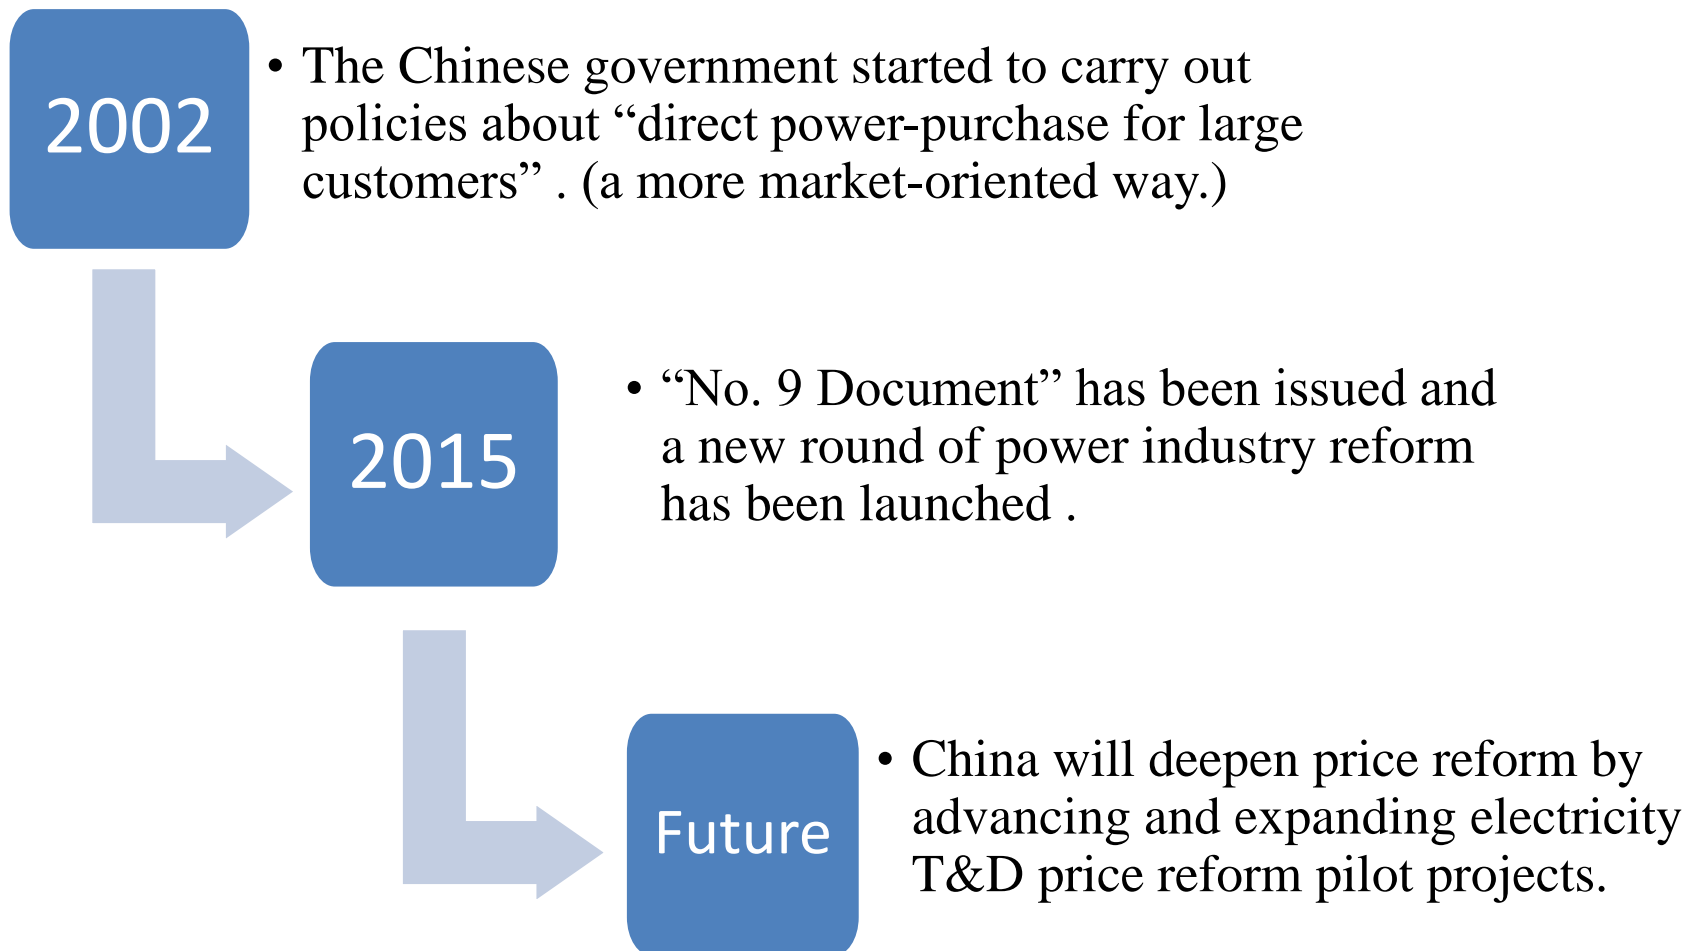 2002
• The Chinese government started to carry out
policies about “direct power-purchase for large
customers” . (a more market-oriented way.)
2015
• “No. 9 Document” has been issued and
a new round of power industry reform
has been launched .
Future
• China will deepen price reform by
advancing and expanding electricity
T&D price reform pilot projects.